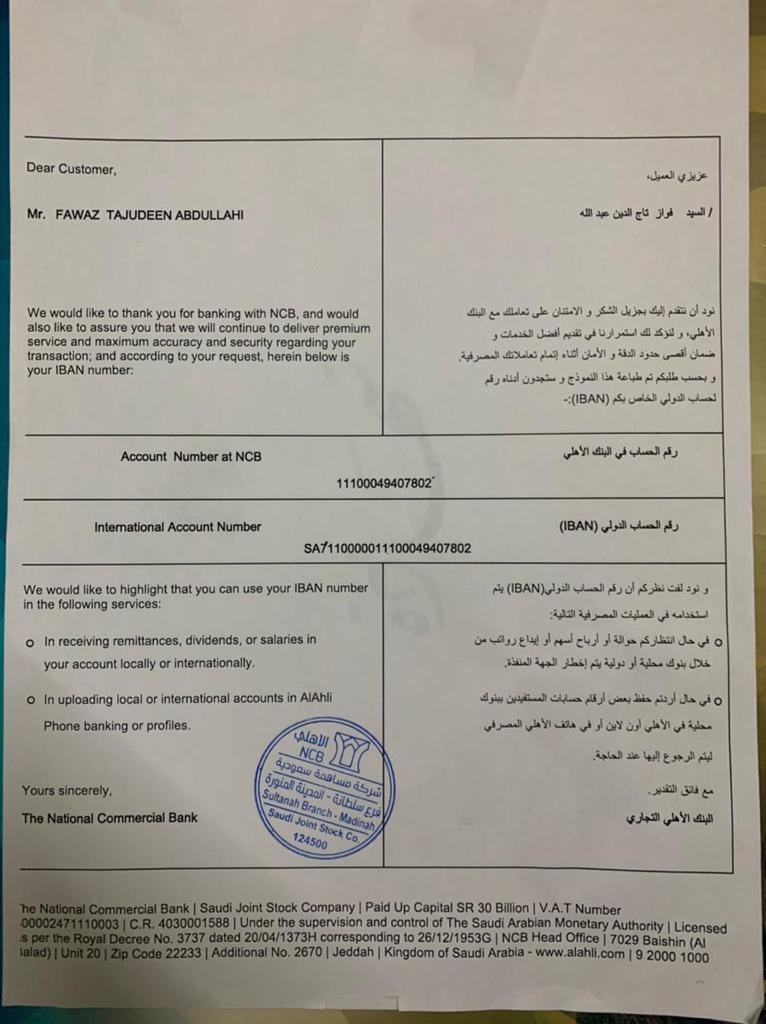 Dear Customer,
Mr. FAWAZ TAJUDEEN ABDULLAHI
We would like to thank you for banking with NCB, and would
also like to assure you that we will continue to deliver premium
service and maximum accuracy and security regarding your
transaction; and according to your request, herein below is
your IBAN number:
عزيزي العميل،
/ السيد فواز تاج الدين عبد الله
نود أن نتقدم إليك بجزيل الشكر و الامتنان على تعاملك مع البنك
الأهلي، و لنؤكد لك استمرارنا في تقديم أفضل الخدمات و
ضمان أقصى حدود الدقة و الأمان أثناء إتمام تعاملاتك المصرفية.
و بحسب طلبكم تم طباعة هذا النموذج و ستجدون أدناه رقم
لحساب الدولي الخاص بكم (IBAN):-
Account Number at NCB
رقم الحساب في البنك الأهلي
11100049407802
International Account Number
رقم الحساب الدولي (IBAN)
SA7110000011100049407802
We would like to highlight that you can use your IBAN number
in the following services:
o In receiving remittances, dividends, or salaries in
your account locally or internationally.
o In uploading local or international accounts in AlAhli
Phone banking or profiles.
Yours sincerely,
The National Commercial Bank
و نود لفت نظركم أن رقم الحساب الدولي(IBAN) يتم
استخدامه في العمليات المصرفية التالية:
o في حال انتظاركم حوالة أو أرباح أسهم أو إيداع رواتب من
خلال بنوك محلية أو دولية يتم إخطار الجهة المنفذة.
o في حال أردتم حفظ بعض أرقام حسابات المستفيدين ببنوك
محلية في الأهلي أون لاين أو في هاتف الأهلي المصرفي
ليتم الرجوع إليها عند الحاجة.
مع فائق التقدير.
البنك الأهلي التجاري
الأهلي
NCB
شركة مساهمة سعودية
فرع سلطانة - المدينة المنورة
Sultanah Branch - Madinah
Saudi Joint Stock Co.
124500
he National Commercial Bank | Saudi Joint Stock Company | Paid Up Capital SR 30 Billion | V.A.T Number
00002471110003 | C.R. 4030001588 | Under the supervision and control of The Saudi Arabian Monetary Authority | Licensed
s per the Royal Decree No. 3737 dated 20/04/1373H corresponding to 26/12/1953G | NCB Head Office | 7029 Baishin (Al
lalad) | Unit 20 | Zip Code 22233 | Additional No. 2670 | Jeddah | Kingdom of Saudi Arabia - www.alahli.com | 9 2000 1000